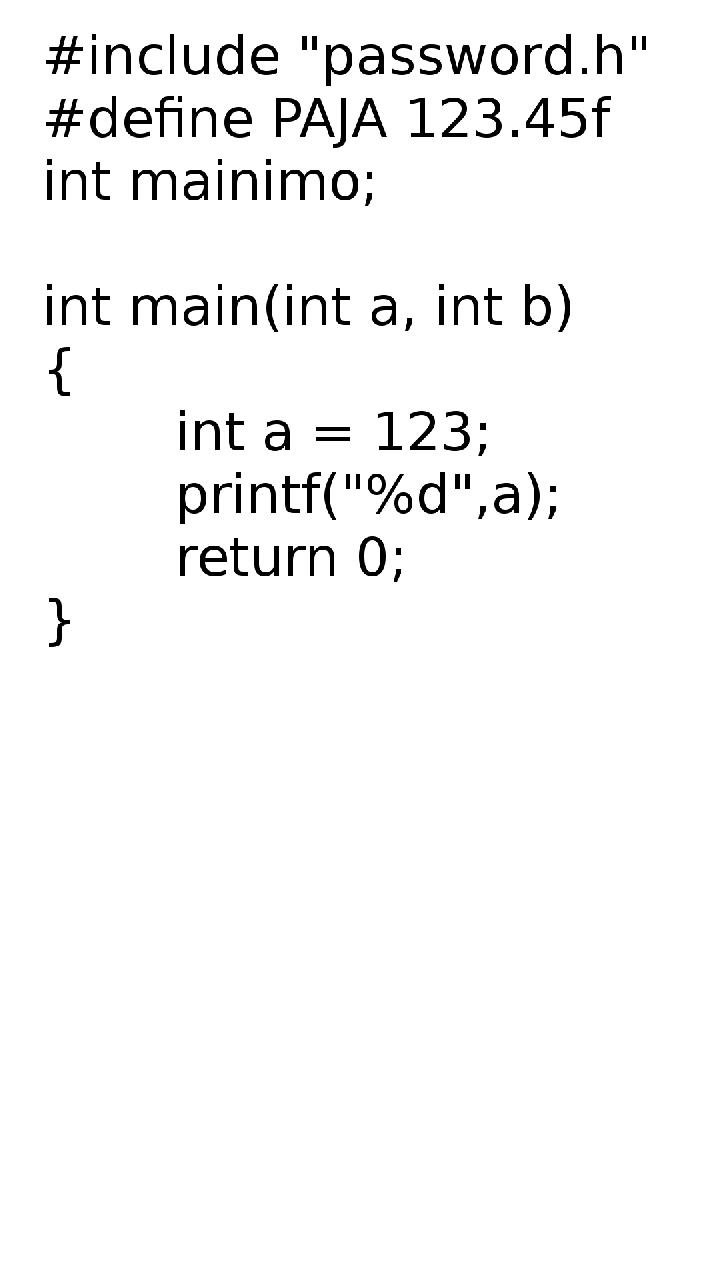 #include "password.h"
#define PAJA 123.45f
int mainimo;

int main(int a, int b)
{
	int a = 123;
	printf("%d",a);
	return 0;
}